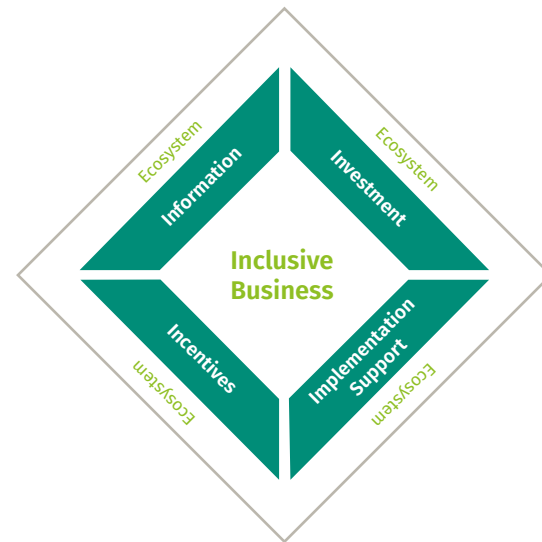 Ecosystem
Ecosystem
Information
Investment
Inclusive
Business
Incentives
Implementation
Support
Ecosystem
Ecosystem